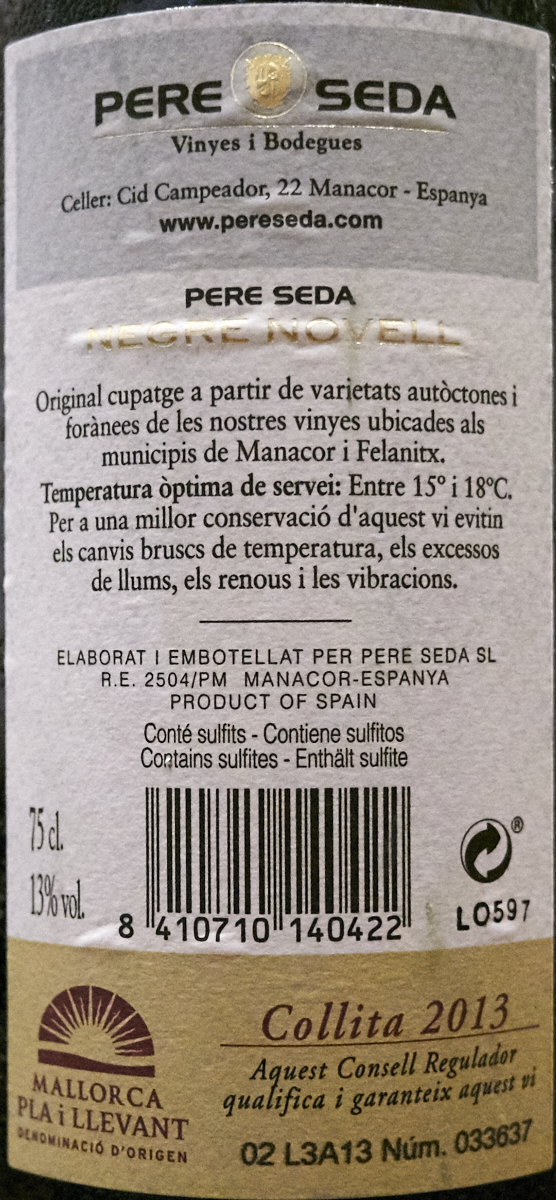 PERE SEDA
Vinyes i Bodegues
Celler: Cid Campeador, 22 Manacor - Espanya
www.pereseda.com
PERE SEDA
NEGRE NOVELL
Original cupatge a partir de varietats autòctones i
forànees de les nostres vinyes ubicades als
municipis de Manacor i Felanitx.
Temperatura òptima de servei: Entre 15º i 18ºC.
Per a una millor conservació d'aquest vi evitin
els canvis bruscs de temperatura, els excessos
de llums, els renous i les vibracions.
ELABORAT I EMBOTELLAT PER PERE SEDA SL
R.E. 2504/PM MANACOR-ESPANYA
PRODUCT OF SPAIN
Conté sulfits - Contiene sulfitos
Contains sulfites - Enthält sulfite
75 cl.
13% vol.
8 410710 140422
®
LO597
MALLORCA
PLA i LLEVANT
DENOMINACIÓ D'ORIGEN
Collita 2013
Aquest Consell Regulador
qualifica i garanteix aquest vi
02 L3A13 Núm. 033637